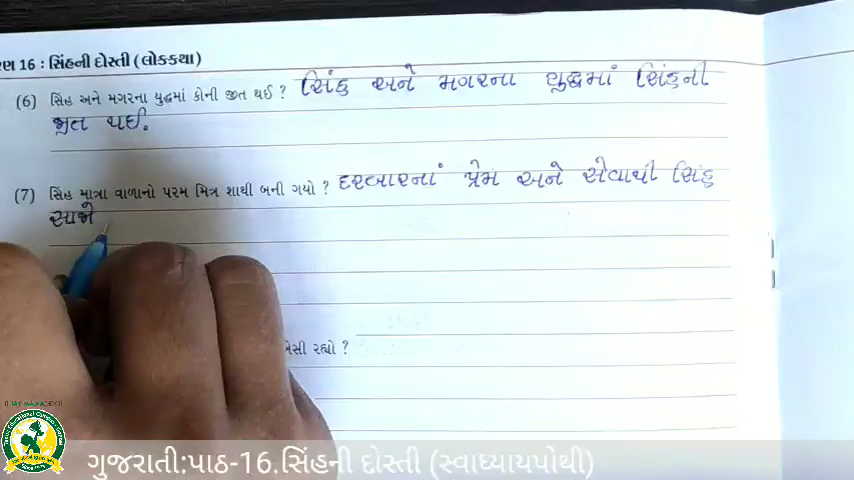 રણ 16 : સિંહની દોસ્તી (લોકકથા)
(6) સિંહ અને મગરના યુદ્ધમાં કોની જીત થઈ ? સિંહ અને મગરના યુદ્ધમાં સિંહની
જીત થઈ.
(7) સિંહ માત્રા વાળાનો પરમ મિત્ર શાથી બની ગયો ? દરબારનાં પ્રેમ અને સેવાથી સિંહ
સાજો
બેસી રહ્યો ?
ગુજરાતી:પાઠ-16.સિંહની દોસ્તી (સ્વાધ્યાયપોથી)